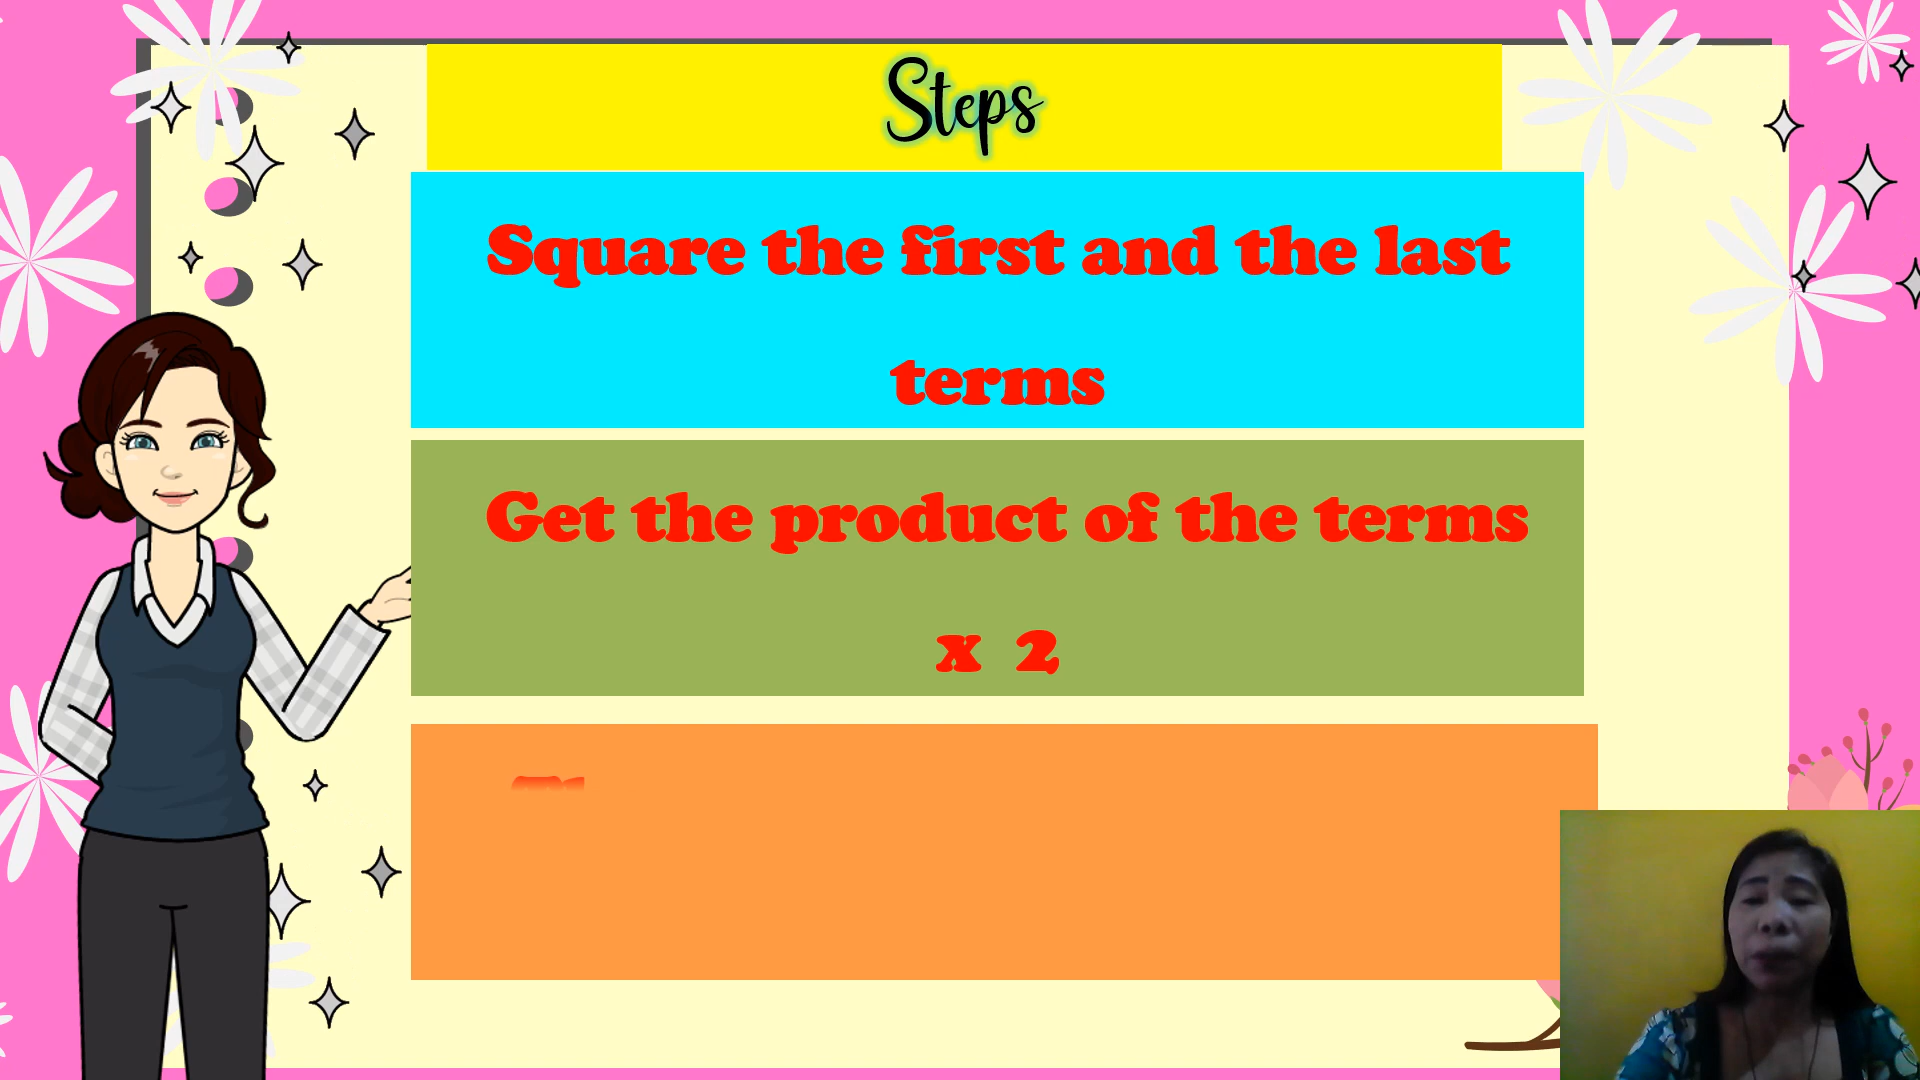 Steps
Square the first and the last
terms
Get the product of the terms
x 2